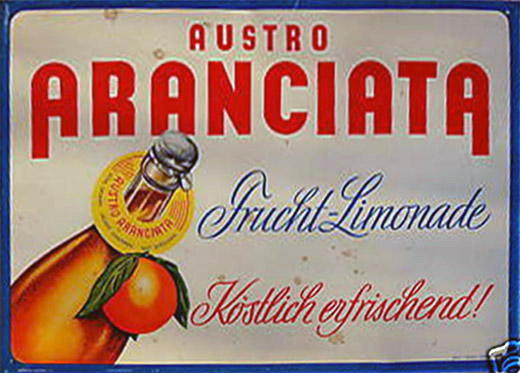 AUSTRO
ARANCIATA
AUSTRO ARANCIATA
Frucht-Limonade
Köstlich erfrischend!